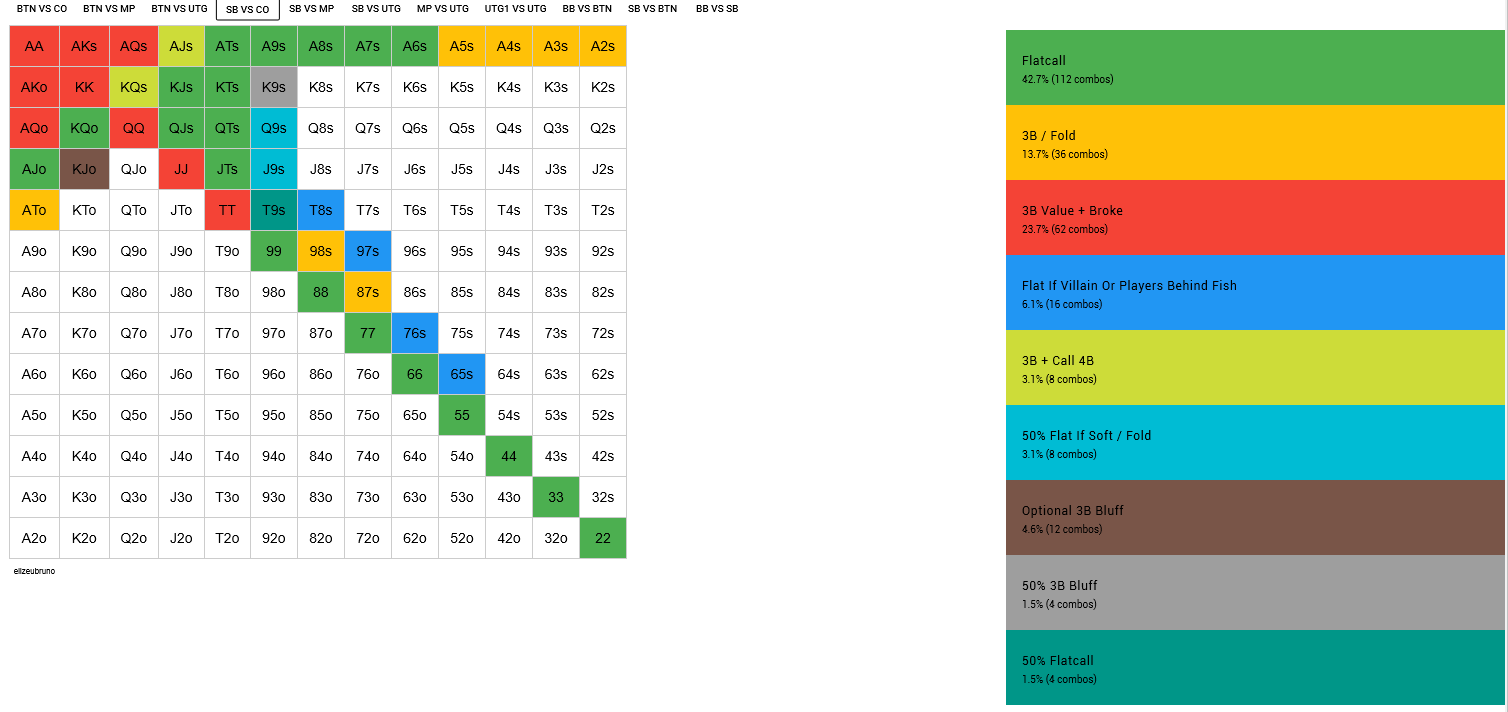 BTN VS CO BTN VS MP BTN VS UTG SB VS CO SB VS MP SB VS UTG MP VS UTG UTG1 VS UTG BB VS BTN SB VS BTN BB VS SB
AA AKs AQs AJs ATs A9s A8s A7s A6s A5s A4s A3s A2s
AKo KK KQs KJs KTs K9s K8s K7s K6s K5s K4s K3s K2s
AQo KQo QQ QJs QTs Q9s Q8s Q7s Q6s Q5s Q4s Q3s Q2s
AJo KJo QJo JJ JTs J9s J8s J7s J6s J5s J4s J3s J2s
ATo KTo QTo JTo TT T9s T8s T7s T6s T5s T4s T3s T2s
A9o K9o Q9o J9o T9o 99 98s 97s 96s 95s 94s 93s 92s
A8o K8o Q8o J8o T8o 98o 88 87s 86s 85s 84s 83s 82s
A7o K7o Q7o J7o T7o 97o 87o 77 76s 75s 74s 73s 72s
A6o K6o Q6o J6o T6o 96o 86o 76o 66 65s 64s 63s 62s
A5o K5o Q5o J5o T5o 95o 85o 75o 65o 55 54s 53s 52s
A4o K4o Q4o J4o T4o 94o 84o 74o 64o 54o 44 43s 42s
A3o K3o Q3o J3o T3o 93o 83o 73o 63o 53o 43o 33 32s
A2o K2o Q2o J2o T2o 92o 82o 72o 62o 52o 42o 32o 22
elizeubruno
Flatcall
42.7% (112 combos)
3B / Fold
13.7% (36 combos)
3B Value + Broke
23.7% (62 combos)
Flat If Villain Or Players Behind Fish
6.1% (16 combos)
3B + Call 4B
3.1% (8 combos)
50% Flat If Soft / Fold
3.1% (8 combos)
Optional 3B Bluff
4.6% (12 combos)
50% 3B Bluff
1.5% (4 combos)
50% Flatcall
1.5% (4 combos)